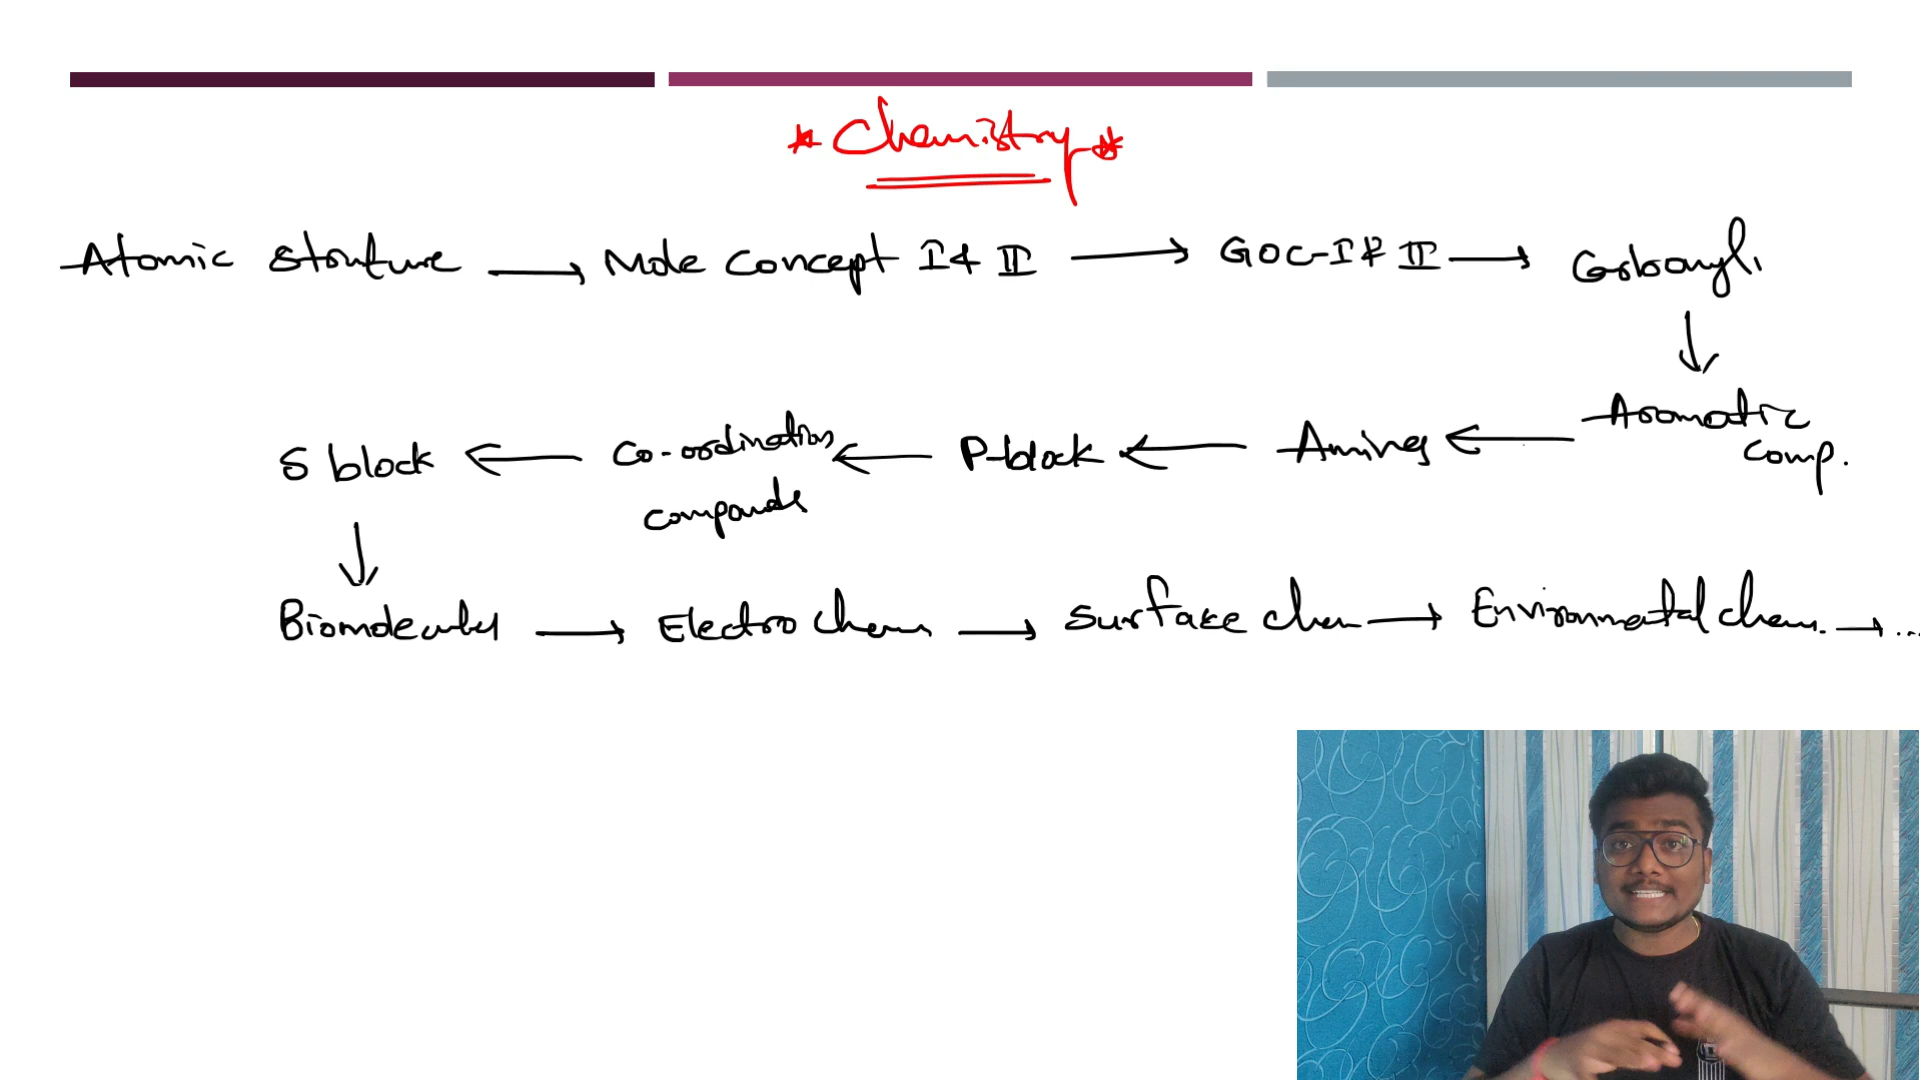 * Chemistry *
Atomic structure → Mole Concept I & II → GOC-I & II → Carbonyl,
S block ← Co-ordination compounds ← P-block ← Amines ← Aromatic comp.
Biomolecules → Electro chem → Surface chem → Environmental chem. → ...